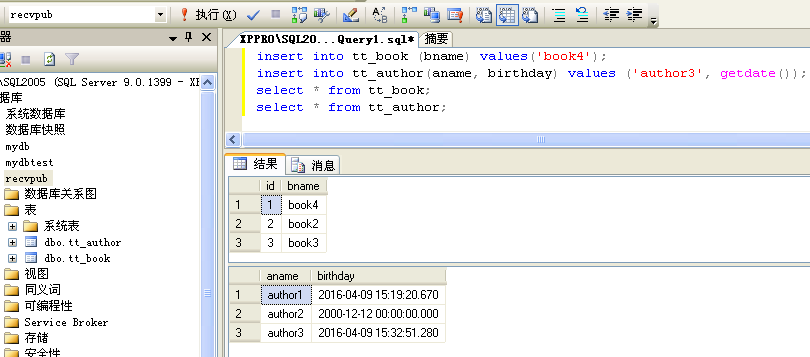 recvpub
执行(X)
器
\SQL2005 (SQL Server 9.0.1399 - XP
据库
系统数据库
数据库快照
mydb
mydbtest
recvpub
数据库关系图
表
系统表
dbo.tt_author
dbo.tt_book
视图
同义词
可编程性
Service Broker
存储
安全性
XPPRO\SQL20...Query1.sql*
摘要
insert into tt_book (bname) values('book4');
insert into tt_author(aname, birthday) values ('author3', getdate());
select * from tt_book;
select * from tt_author;
结果
消息
id bname
1 1 book4
2 2 book2
3 3 book3
aname birthday
1 author1 2016-04-09 15:19:20.670
2 author2 2000-12-12 00:00:00.000
3 author3 2016-04-09 15:32:51.280